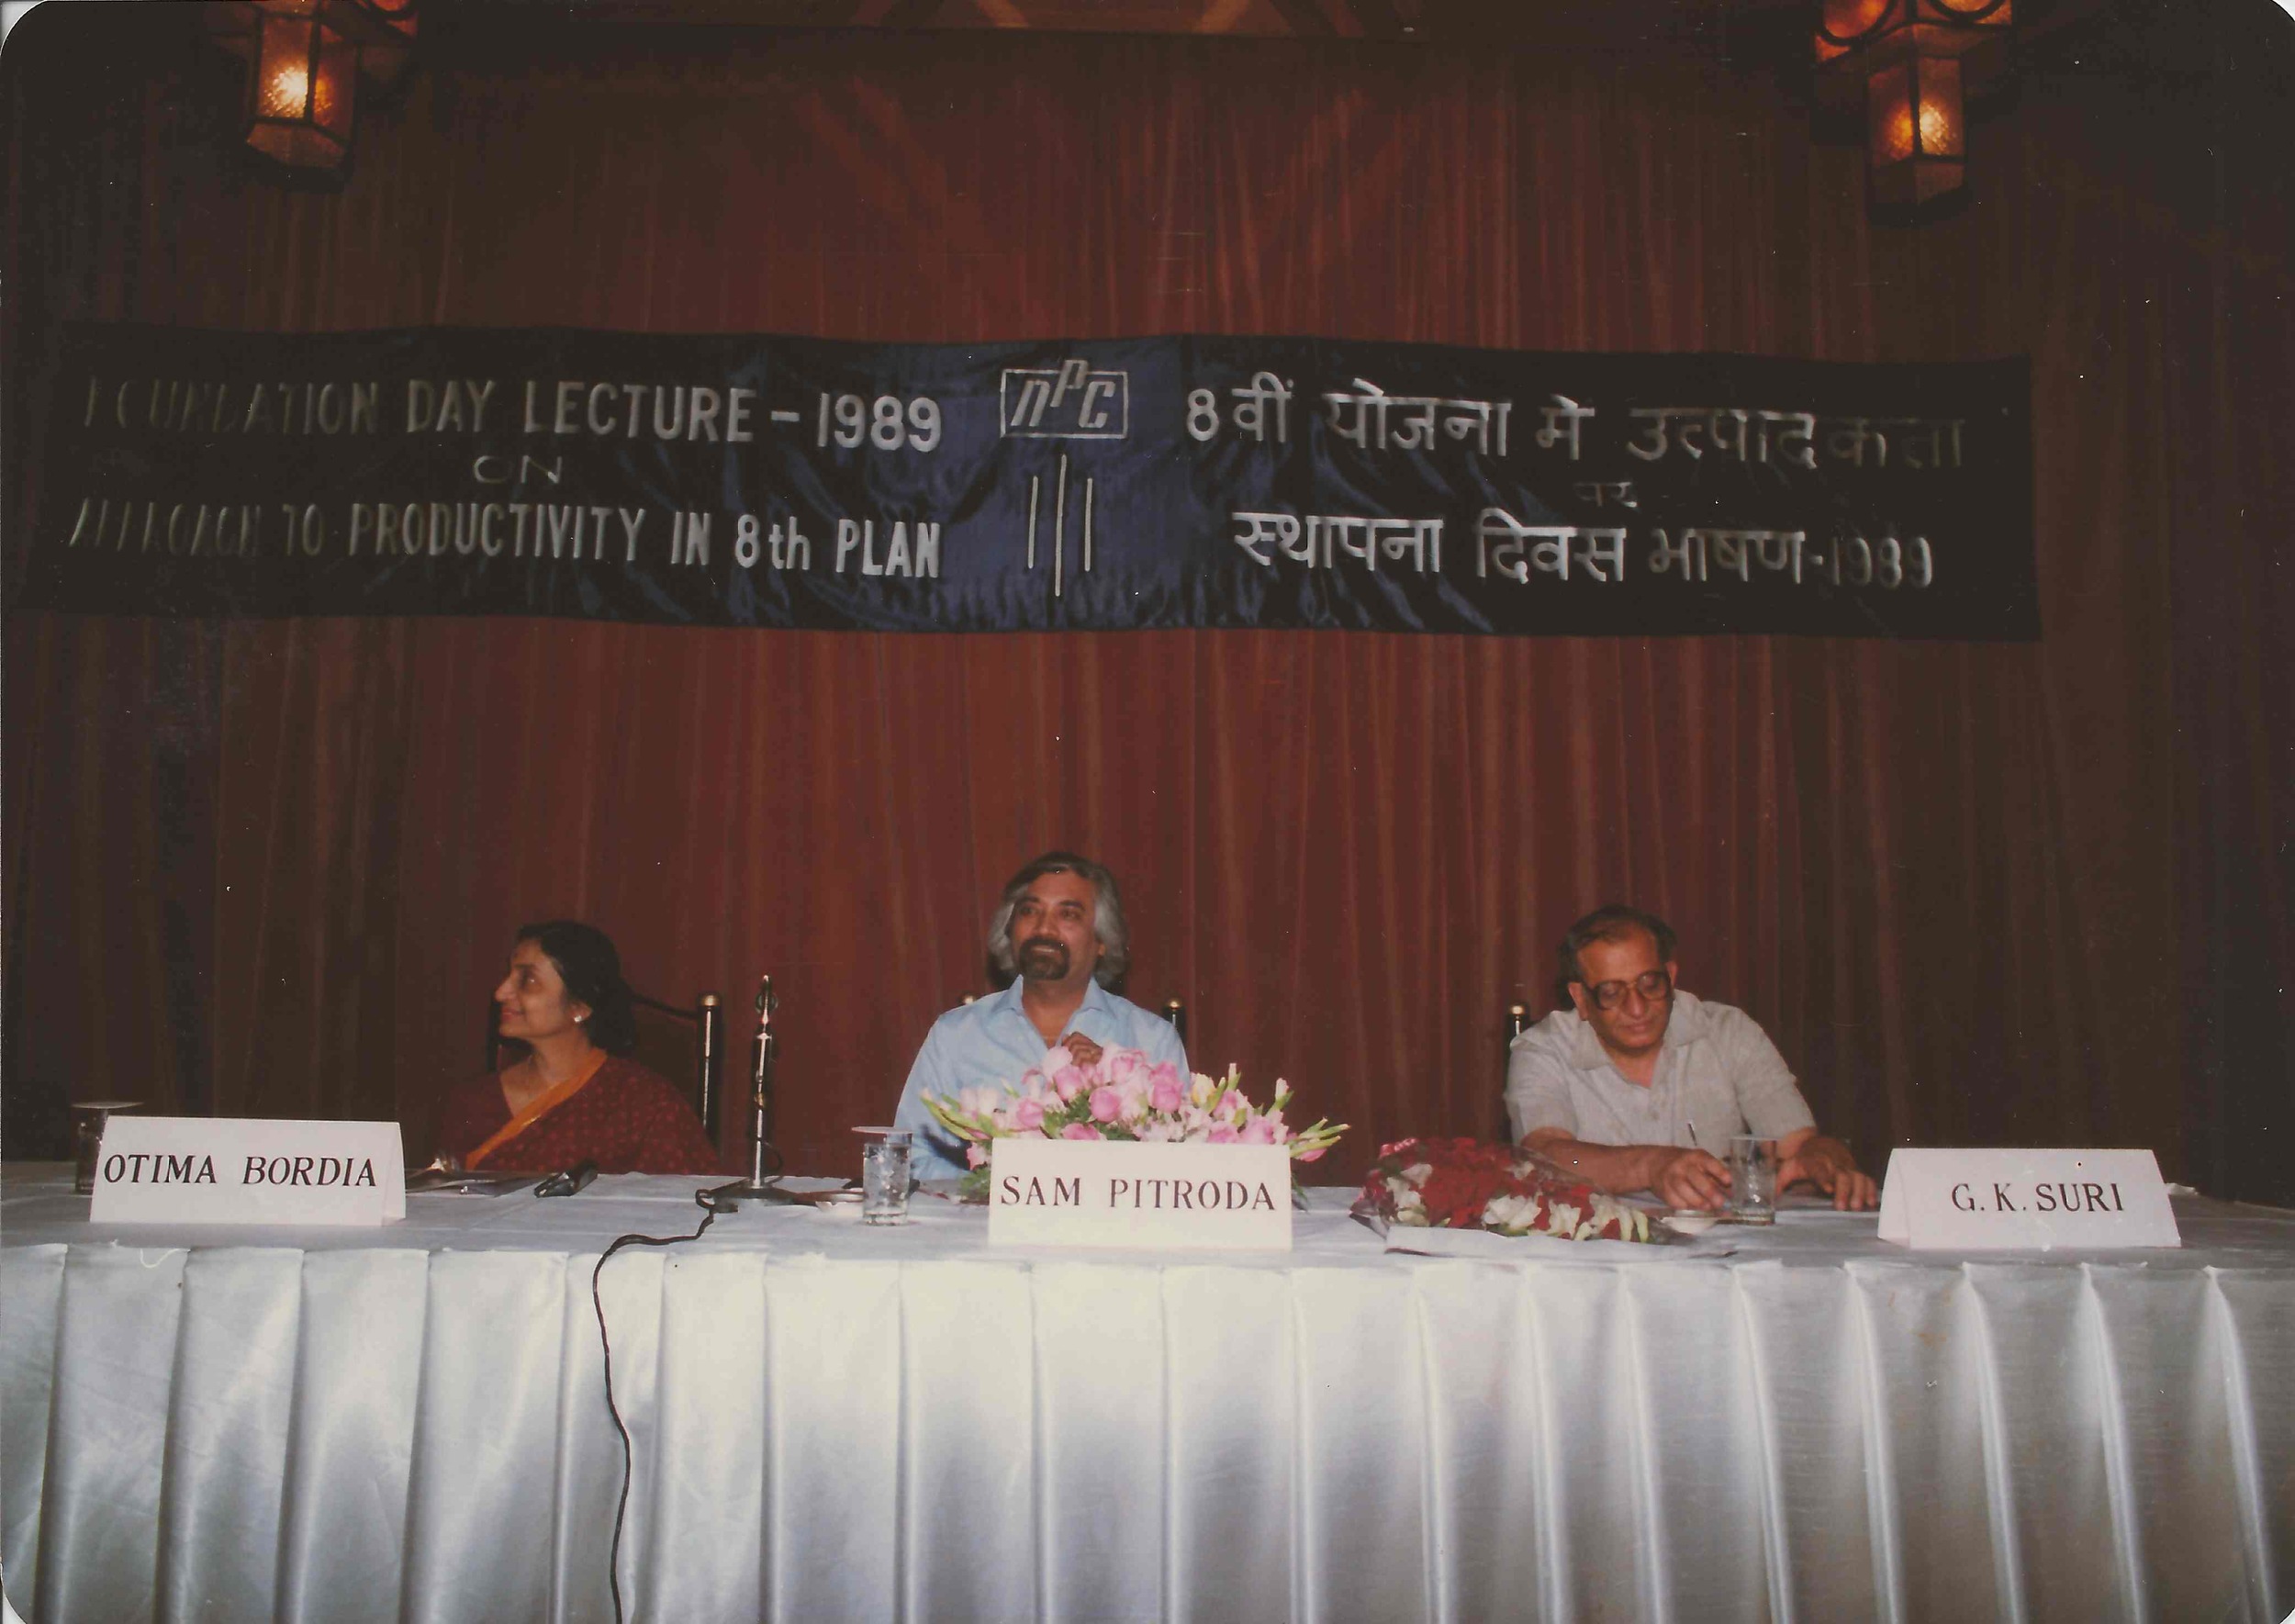 FOUNDATION DAY LECTURE - 1989
ON
APPROACH TO PRODUCTIVITY IN 8th PLAN
nPC
8वीं योजना मे उत्पादकता
पर
स्थापना दिवस भाषण-1989
OTIMA BORDIA
SAM PITRODA
G. K. SURI